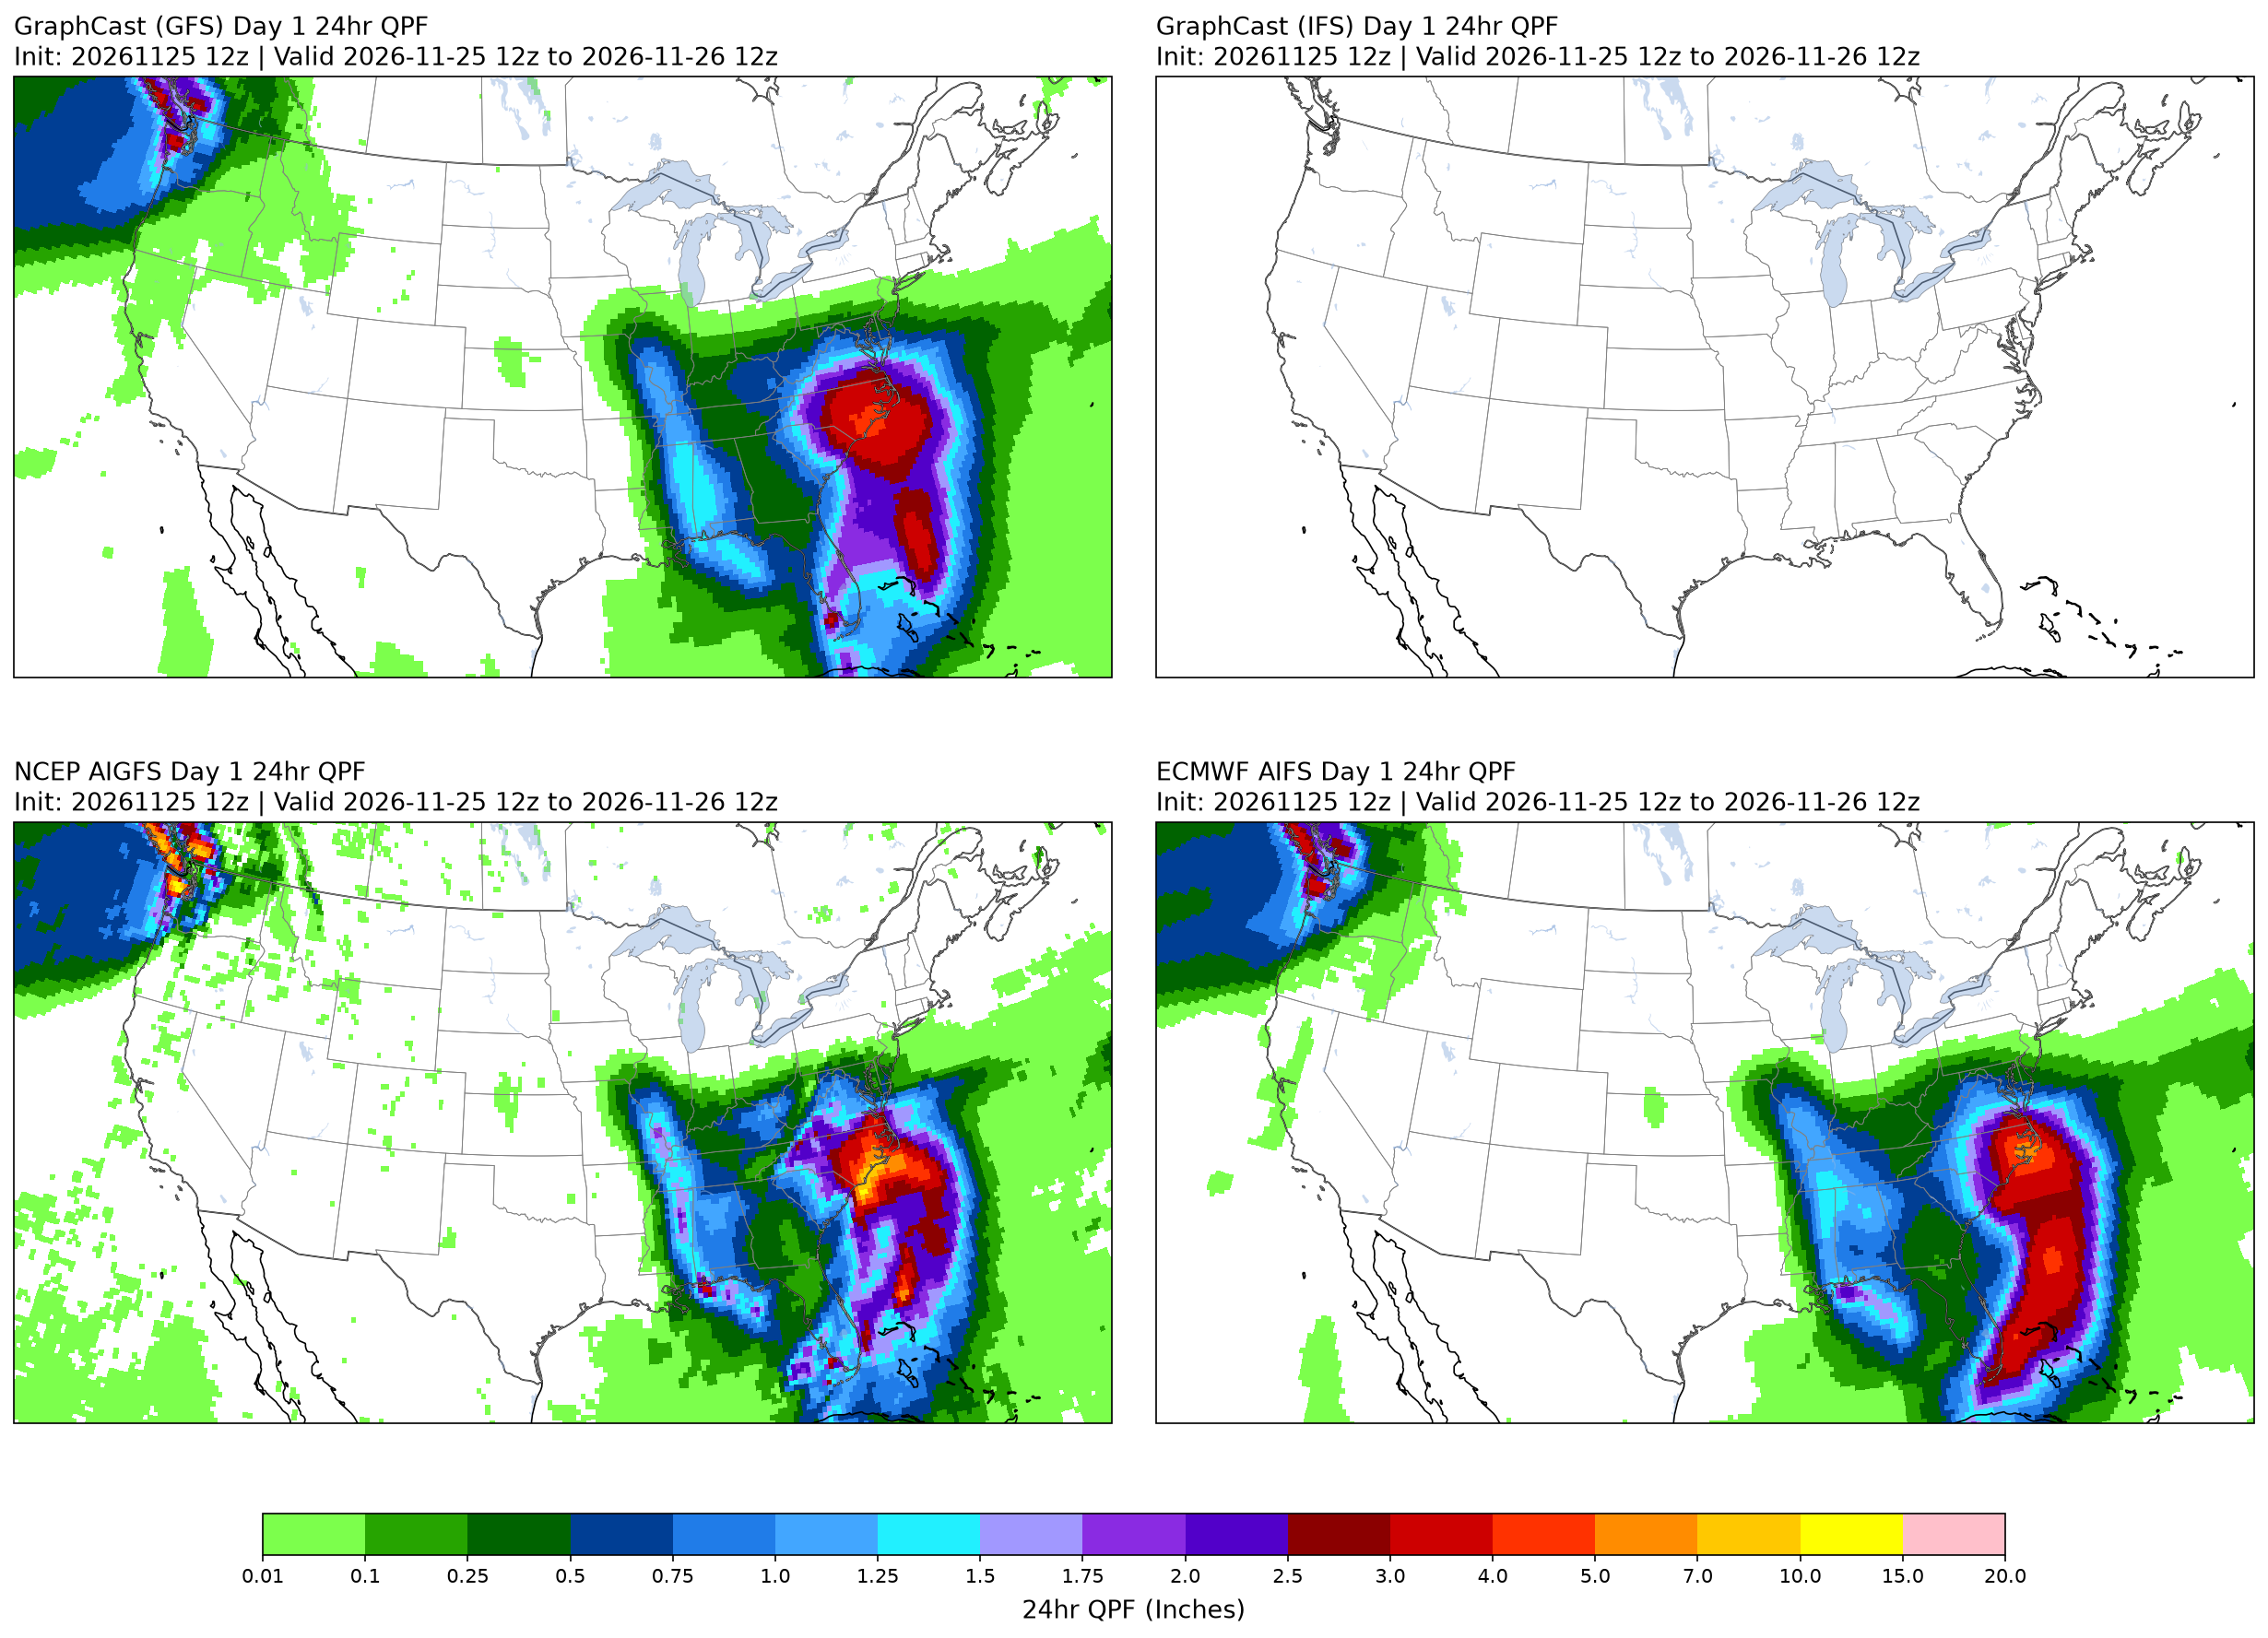 GraphCast (GFS) Day 1 24hr QPF
Init: 20261125 12z | Valid 2026-11-25 12z to 2026-11-26 12z
GraphCast (IFS) Day 1 24hr QPF
Init: 20261125 12z | Valid 2026-11-25 12z to 2026-11-26 12z
NCEP AIGFS Day 1 24hr QPF
Init: 20261125 12z | Valid 2026-11-25 12z to 2026-11-26 12z
ECMWF AIFS Day 1 24hr QPF
Init: 20261125 12z | Valid 2026-11-25 12z to 2026-11-26 12z
0.01 0.1 0.25 0.5 0.75 1.0 1.25 1.5 1.75 2.0 2.5 3.0 4.0 5.0 7.0 10.0 15.0 20.0
24hr QPF (Inches)